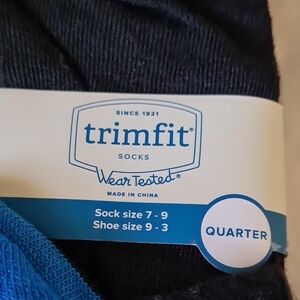 SINCE 1921
trimfit®
SOCKS
Wear Tested®
MADE IN CHINA
Sock size 7 - 9
Shoe size 9 - 3
QUARTER